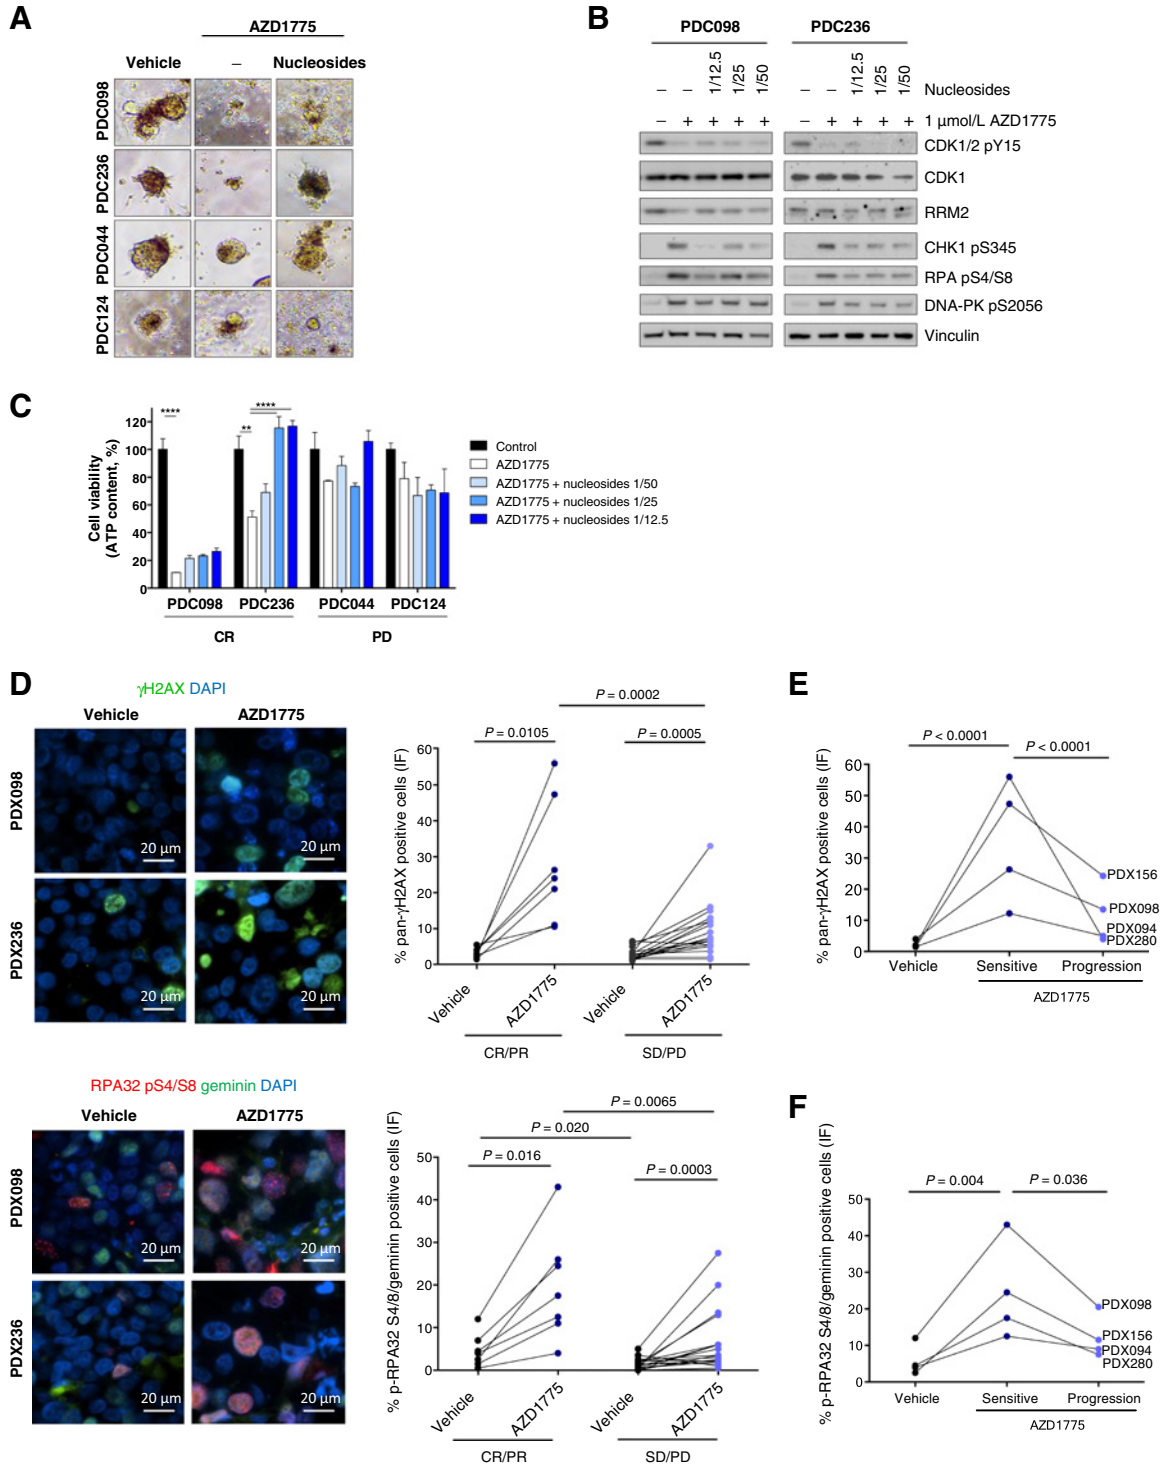 A
AZD1775
Vehicle – Nucleosides
PDC098
PDC236
PDC044
PDC124
B
PDC098 PDC236
– – 1/12.5 1/25 1/50 – – 1/12.5 1/25 1/50 Nucleosides
– + + + + – + + + + 1 µmol/L AZD1775
CDK1/2 pY15
CDK1
RRM2
CHK1 pS345
RPA pS4/S8
DNA-PK pS2056
Vinculin
C
Cell viability
(ATP content, %)
120
100
80
60
40
20
0
****
**
****
PDC098 PDC236 PDC044 PDC124
CR PD
Control
AZD1775
AZD1775 + nucleosides 1/50
AZD1775 + nucleosides 1/25
AZD1775 + nucleosides 1/12.5
D
γH2AX DAPI
Vehicle AZD1775
PDX098
20 µm 20 µm
PDX236
20 µm 20 µm
% pan-γH2AX positive cells (IF)
P = 0.0002
P = 0.0105 P = 0.0005
60
50
40
30
20
10
0
Vehicle AZD1775 Vehicle AZD1775
CR/PR SD/PD
RPA32 pS4/S8 geminin DAPI
Vehicle AZD1775
PDX098
20 µm 20 µm
PDX236
20 µm 20 µm
% p-RPA32 S4/8/geminin positive cells (IF)
P = 0.0065
P = 0.020
P = 0.016 P = 0.0003
50
40
30
20
10
0
Vehicle AZD1775 Vehicle AZD1775
CR/PR SD/PD
E
% pan-γH2AX positive cells (IF)
P < 0.0001
P < 0.0001
60
50
40
30
20
10
0
PDX156
PDX098
PDX094
PDX280
Vehicle Sensitive Progression
AZD1775
F
% p-RPA32 S4/8/geminin positive cells (IF)
P = 0.004 P = 0.036
50
40
30
20
10
0
PDX098
PDX156
PDX094
PDX280
Vehicle Sensitive Progression
AZD1775